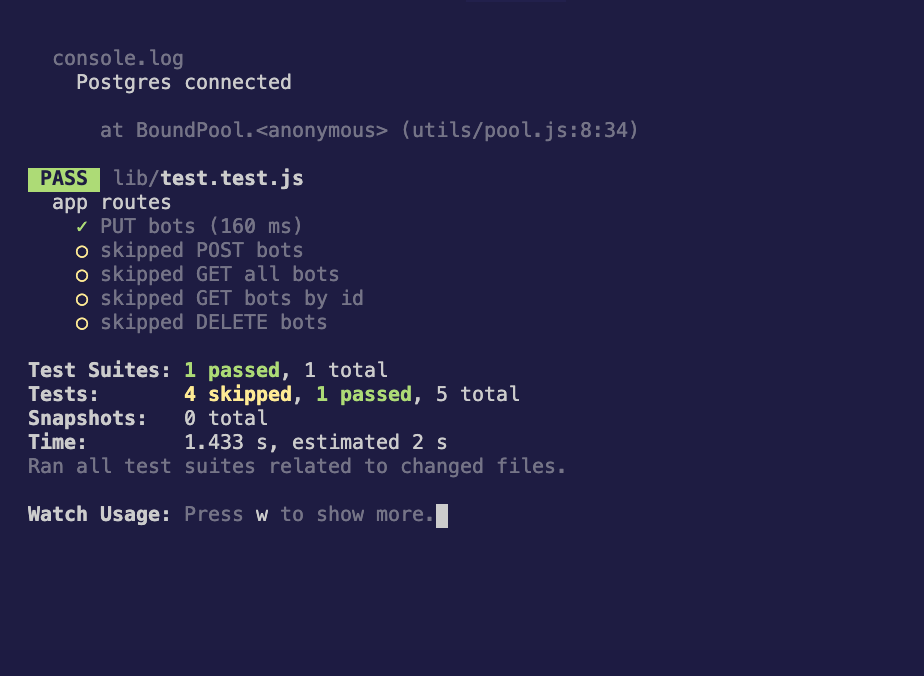 console.log
Postgres connected
at BoundPool.<anonymous> (utils/pool.js:8:34)
PASS lib/test.test.js
app routes
✓ PUT bots (160 ms)
○ skipped POST bots
○ skipped GET all bots
○ skipped GET bots by id
○ skipped DELETE bots
Test Suites: 1 passed, 1 total
Tests: 4 skipped, 1 passed, 5 total
Snapshots: 0 total
Time: 1.433 s, estimated 2 s
Ran all test suites related to changed files.
Watch Usage: Press w to show more.